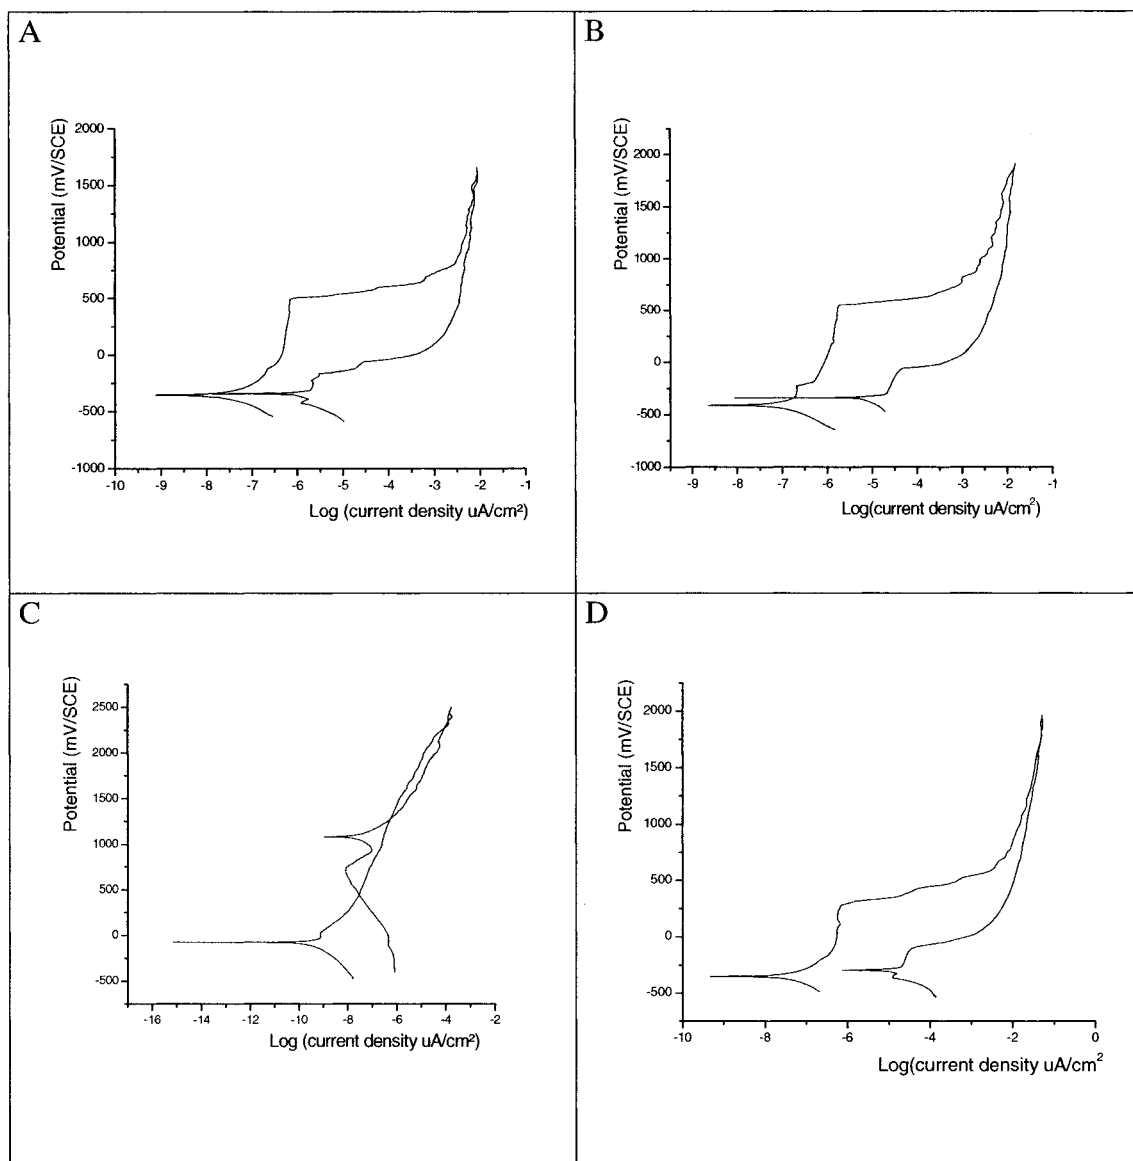 A
Potential (mV/SCE)
2000
1500
1000
500
0
-500
-1000
-10 -9 -8 -7 -6 -5 -4 -3 -2 -1
Log (current density uA/cm²)
B
Potential (mV/SCE)
2000
1500
1000
500
0
-500
-1000
-9 -8 -7 -6 -5 -4 -3 -2 -1
Log(current density uA/cm²)
C
Potential (mV/SCE)
2500
2000
1500
1000
500
0
-500
-16 -14 -12 -10 -8 -6 -4 -2
Log (current density uA/cm²)
D
Potential (mV/SCE)
2000
1500
1000
500
0
-500
-10 -8 -6 -4 -2 0
Log(current density uA/cm²